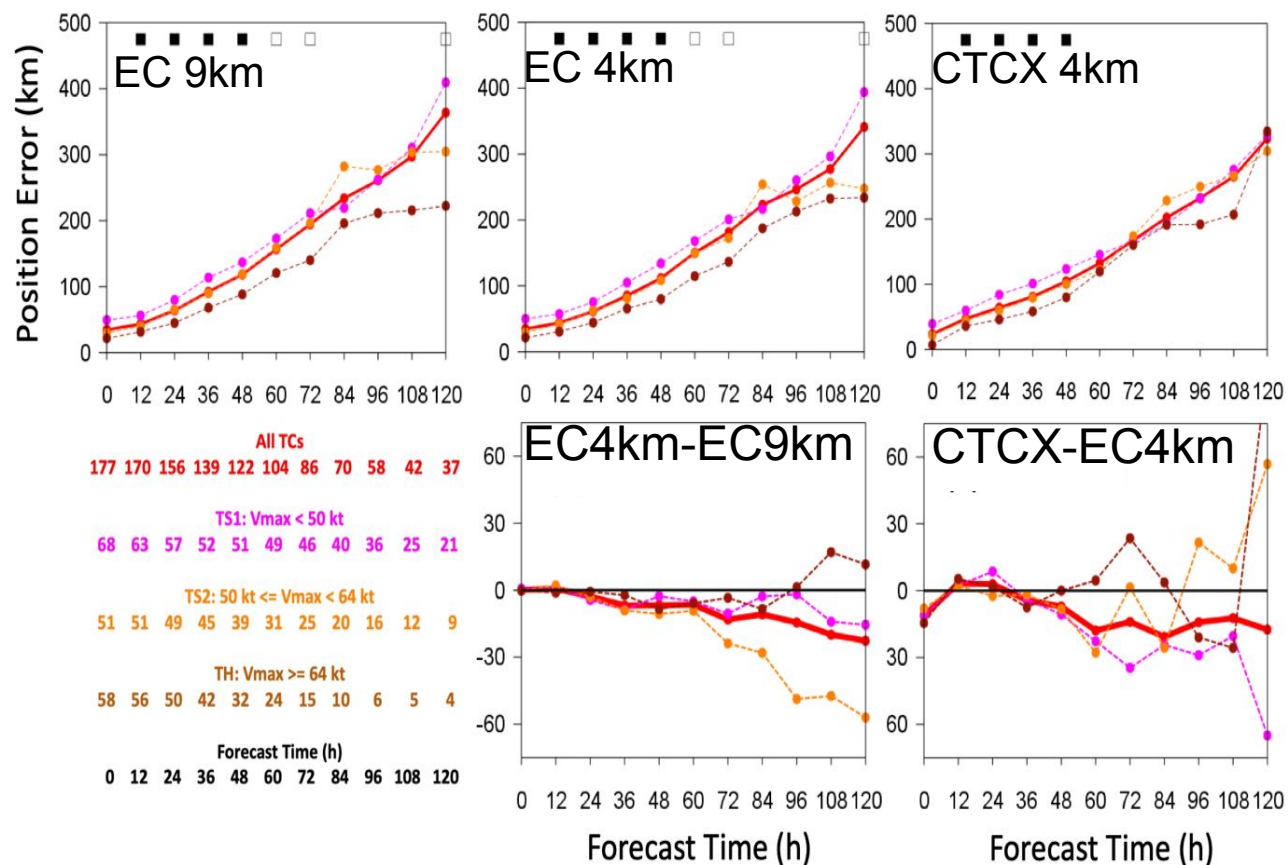 Position Error (km)
500
400
300
200
100
0
EC 9km
0 12 24 36 48 60 72 84 96 108 120
500
400
300
200
100
0
EC 4km
0 12 24 36 48 60 72 84 96 108 120
500
400
300
200
100
0
CTCX 4km
0 12 24 36 48 60 72 84 96 108 120
All TCs
177 170 156 139 122 104 86 70 58 42 37
TS1: Vmax < 50 kt
68 63 57 52 51 49 46 40 36 25 21
TS2: 50 kt <= Vmax < 64 kt
51 51 49 45 39 31 25 20 16 12 9
TH: Vmax >= 64 kt
58 56 50 42 32 24 15 10 6 5 4
Forecast Time (h)
0 12 24 36 48 60 72 84 96 108 120
EC4km-EC9km
60
30
0
-30
-60
0 12 24 36 48 60 72 84 96 108 120
Forecast Time (h)
CTCX-EC4km
60
30
0
-30
-60
0 12 24 36 48 60 72 84 96 108 120
Forecast Time (h)